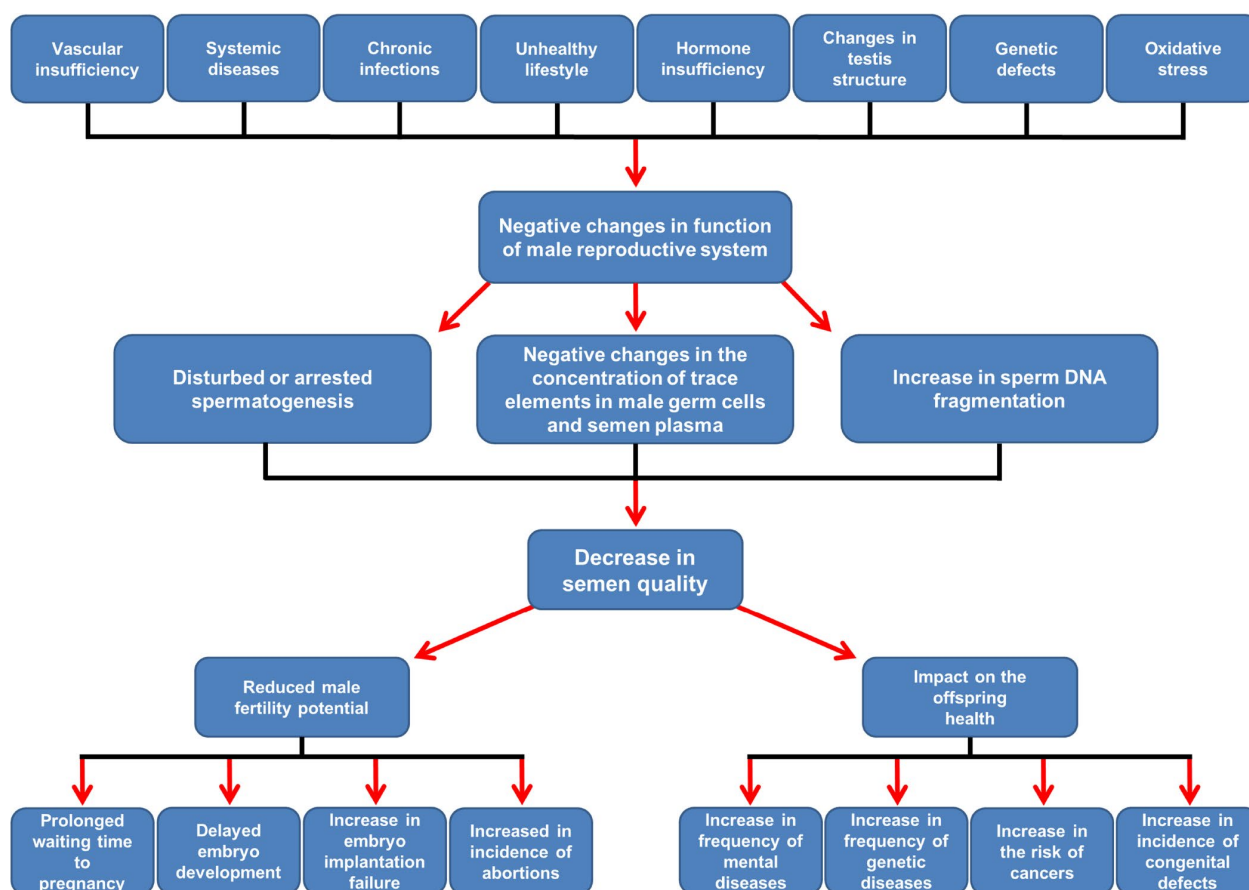 Vascular
insufficiency
Systemic
diseases
Chronic
infections
Unhealthy
lifestyle
Hormone
insufficiency
Changes in
testis
structure
Genetic
defects
Oxidative
stress
Negative changes in function
of male reproductive system
Disturbed or arrested
spermatogenesis
Negative changes in the
concentration of trace
elements in male germ cells
and semen plasma
Increase in sperm DNA
fragmentation
Decrease in
semen quality
Reduced male
fertility potential
Impact on the
offspring
health
Prolonged
waiting time
to
pregnancy
Delayed
embryo
development
Increase in
embryo
implantation
failure
Increased in
incidence of
abortions
Increase in
frequency of
mental
diseases
Increase in
frequency of
genetic
diseases
Increase in
the risk of
cancers
Increase in
incidence of
congenital
defects